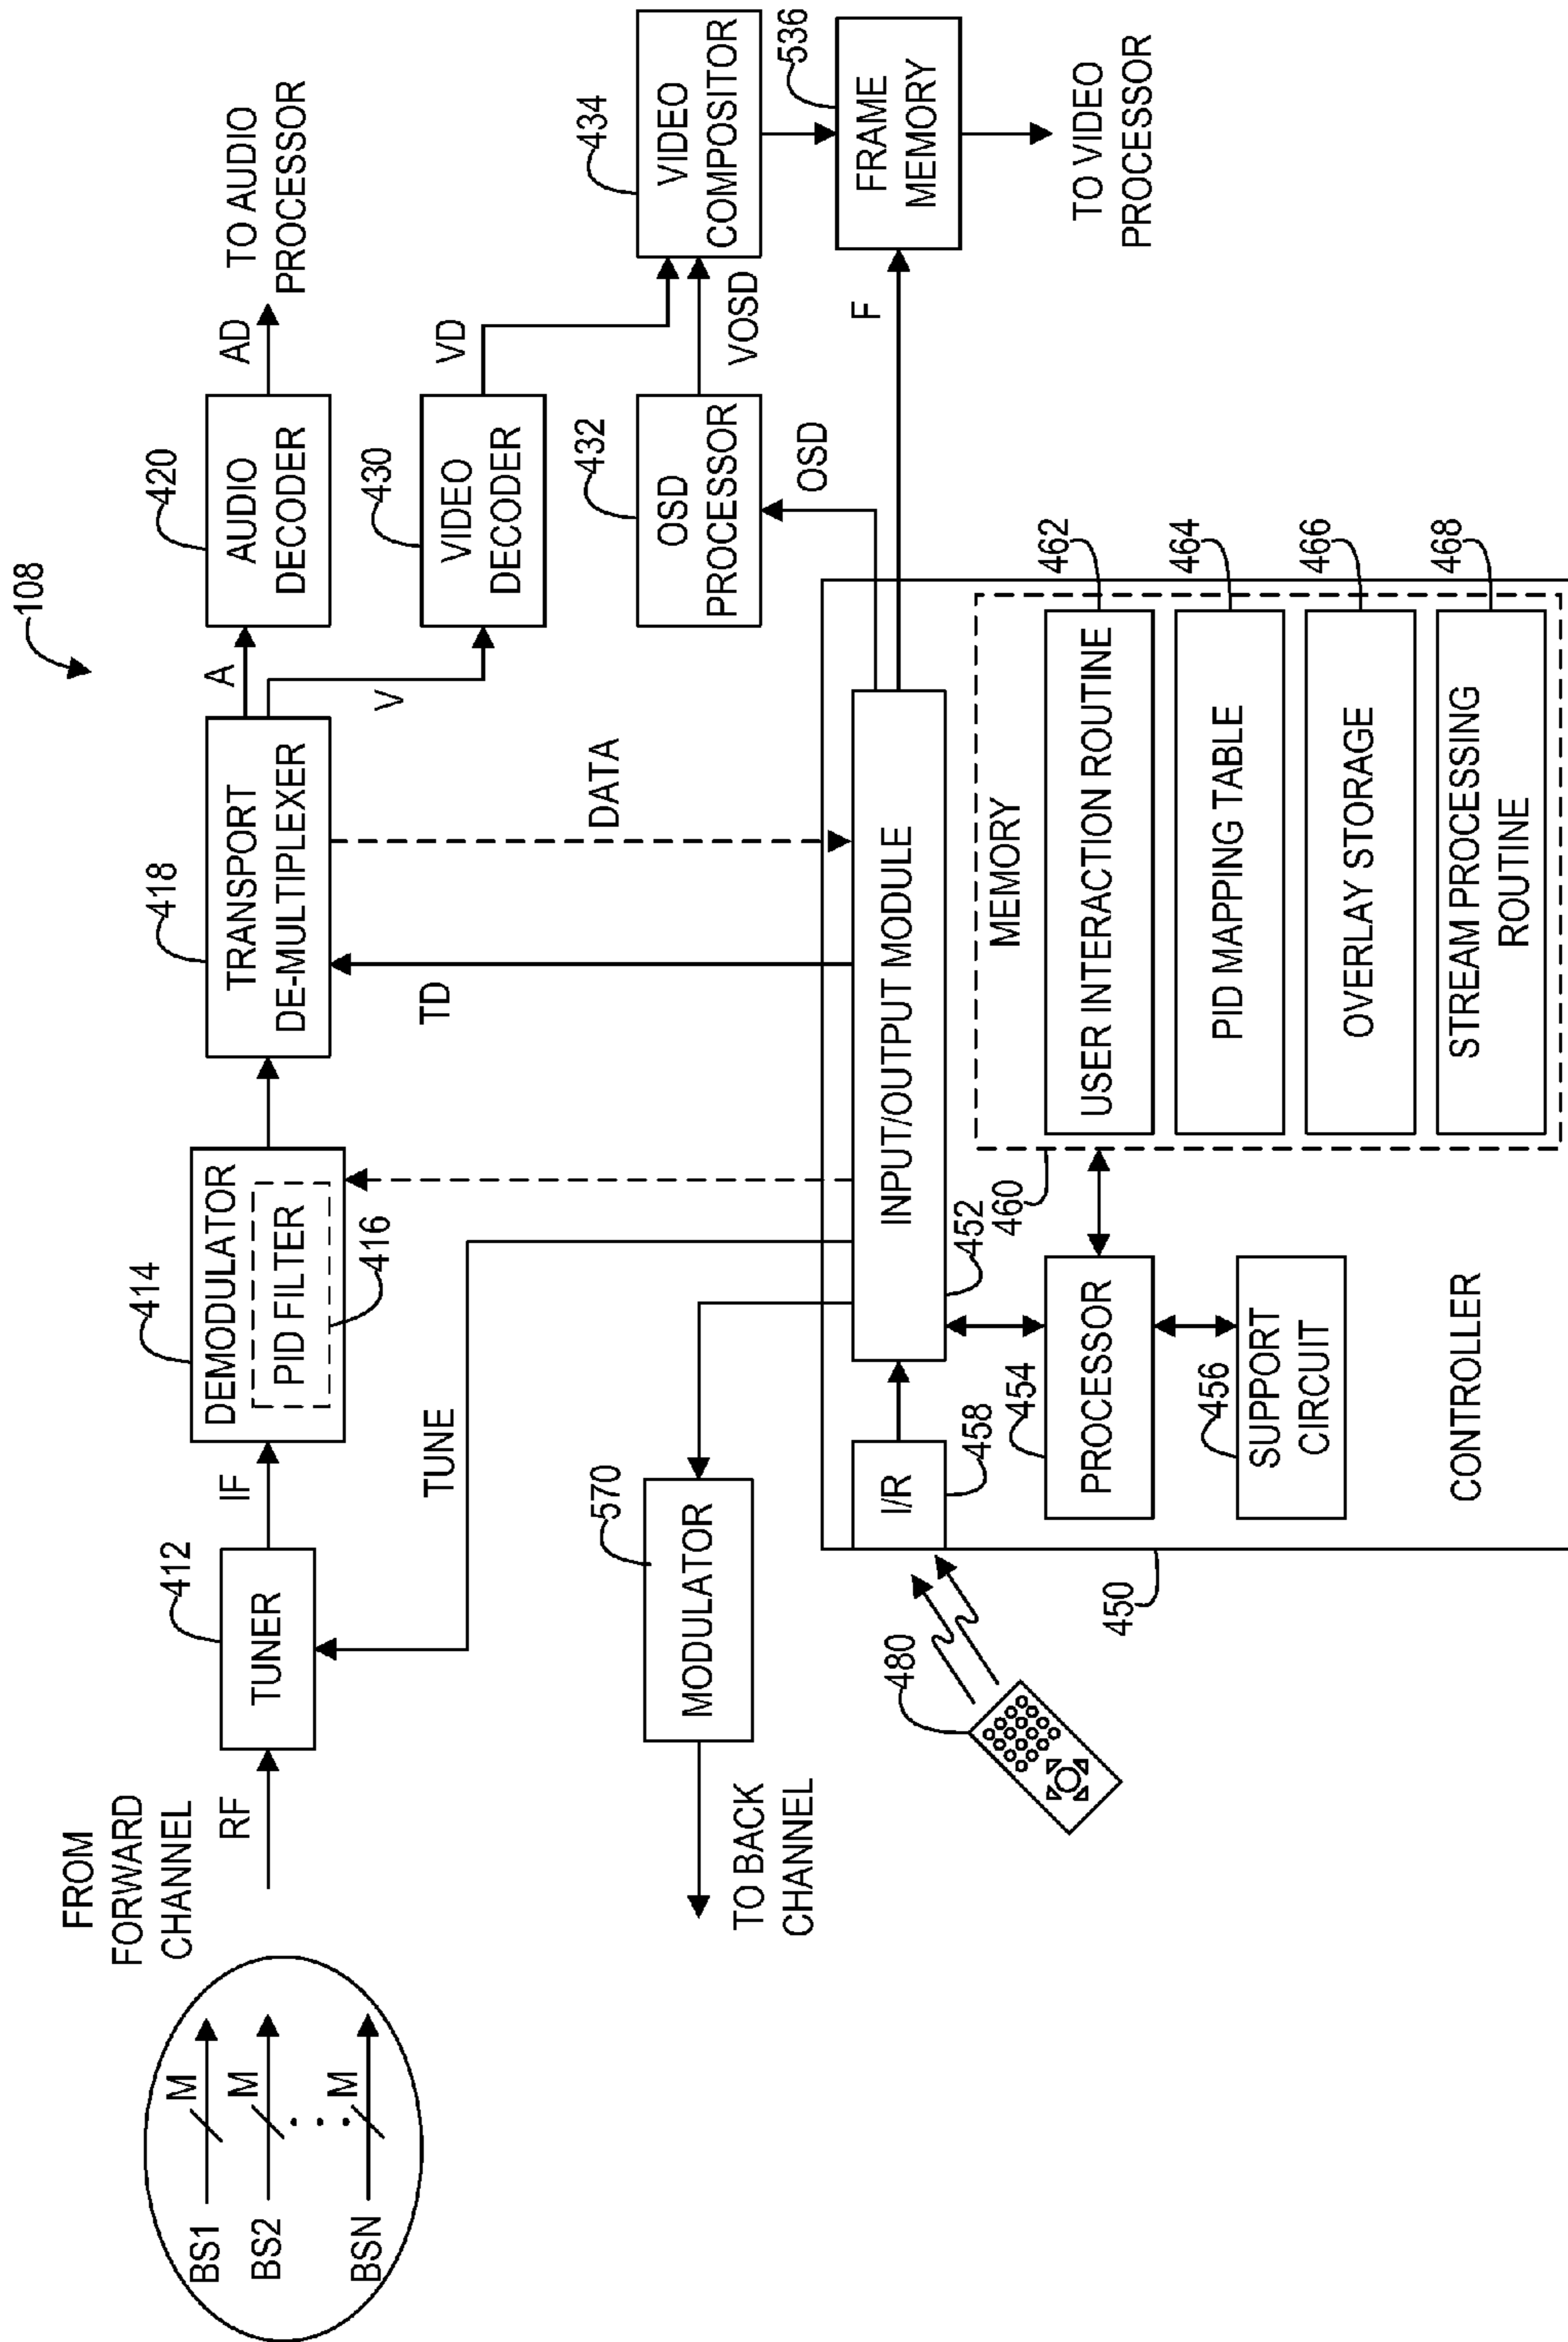 108
FROM
FORWARD
CHANNEL
BS1
M
BS2
M
BSN
M
RF
412
TUNER
IF
414
DEMODULATOR
PID FILTER
416
418
TRANSPORT
DE-MULTIPLEXER
A
V
420
AUDIO
DECODER
AD
TO AUDIO
PROCESSOR
430
VIDEO
DECODER
VD
432
OSD
PROCESSOR
VOSD
OSD
434
VIDEO
COMPOSITOR
536
FRAME
MEMORY
F
TO VIDEO
PROCESSOR
TUNE
TD
DATA
570
MODULATOR
TO BACK
CHANNEL
480
I/R
458
INPUT/OUTPUT MODULE
452
454
PROCESSOR
456
SUPPORT
CIRCUIT
450
CONTROLLER
460
MEMORY
USER INTERACTION ROUTINE
462
PID MAPPING TABLE
464
OVERLAY STORAGE
466
STREAM PROCESSING
ROUTINE
468